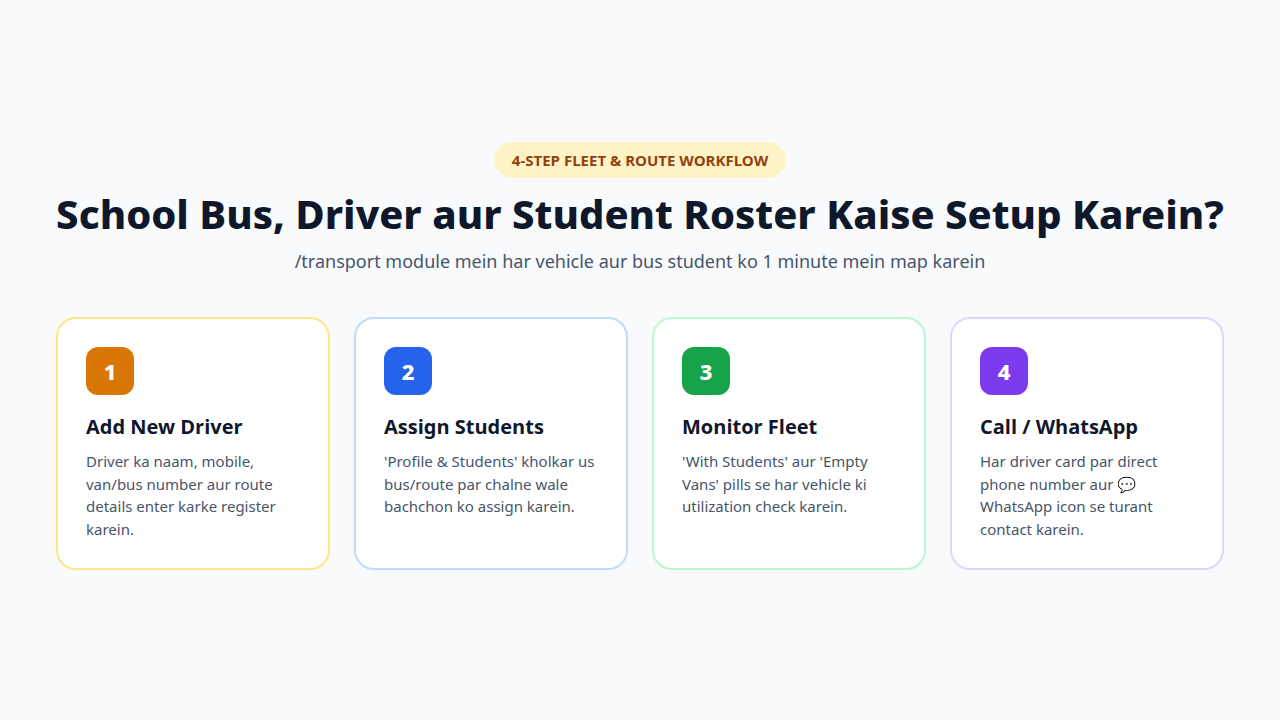 4-STEP FLEET & ROUTE WORKFLOW
School Bus, Driver aur Student Roster Kaise Setup Karein?
/transport module mein har vehicle aur bus student ko 1 minute mein map karein
1
Add New Driver
Driver ka naam, mobile,
van/bus number aur route
details enter karke register
karein.
2
Assign Students
'Profile & Students' kholkar us
bus/route par chalne wale
bachchon ko assign karein.
3
Monitor Fleet
'With Students' aur 'Empty
Vans' pills se har vehicle ki
utilization check karein.
4
Call / WhatsApp
Har driver card par direct
phone number aur 💬
WhatsApp icon se turant
contact karein.